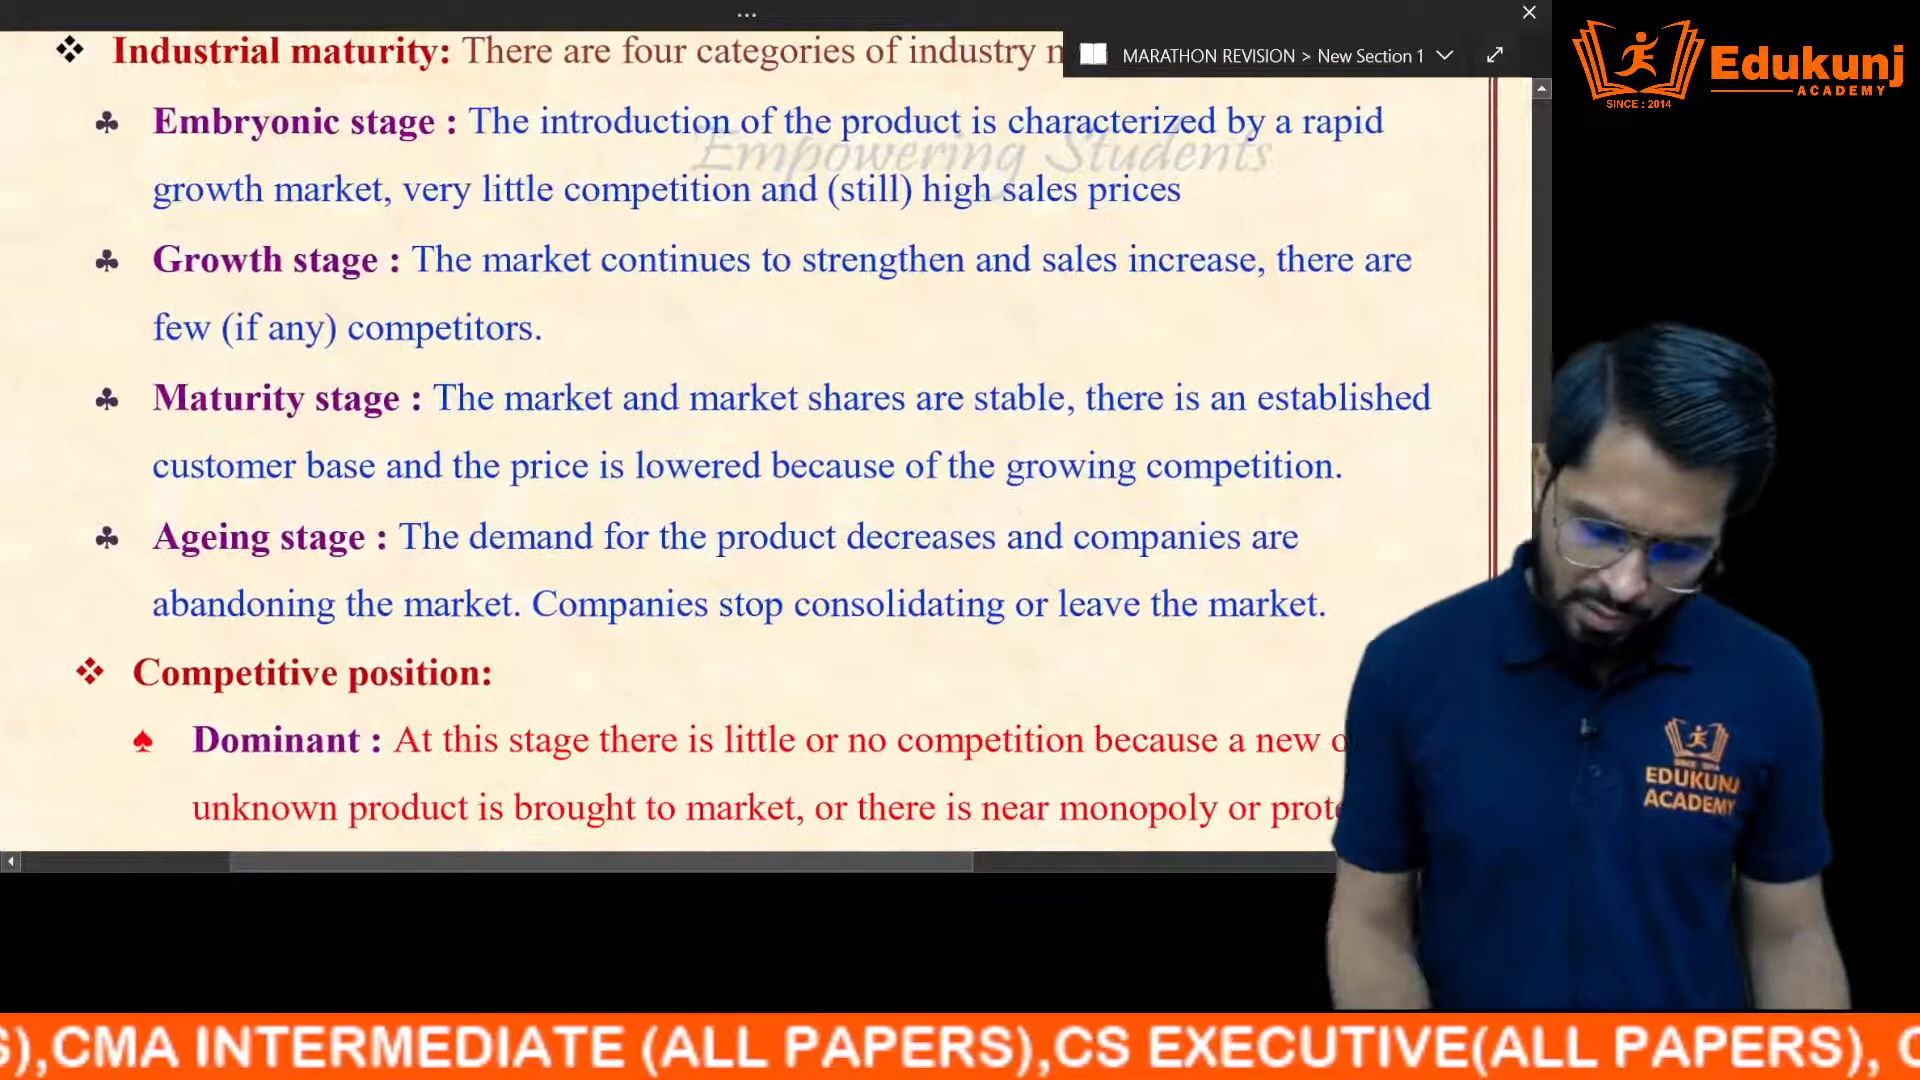 ❖ Industrial maturity: There are four categories of industry
MARATHON REVISION > New Section 1
Edukunj
ACADEMY
SINCE : 2014
♣ Embryonic stage : The introduction of the product is characterized by a rapid
Empowering Students
growth market, very little competition and (still) high sales prices
♣ Growth stage : The market continues to strengthen and sales increase, there are
few (if any) competitors.
♣ Maturity stage : The market and market shares are stable, there is an established
customer base and the price is lowered because of the growing competition.
♣ Ageing stage : The demand for the product decreases and companies are
abandoning the market. Companies stop consolidating or leave the market.
❖ Competitive position:
♠ Dominant : At this stage there is little or no competition because a new
unknown product is brought to market, or there is near monopoly or
EDUKUNJ
ACADEMY
S),CMA INTERMEDIATE (ALL PAPERS),CS EXECUTIVE(ALL PAPERS), C